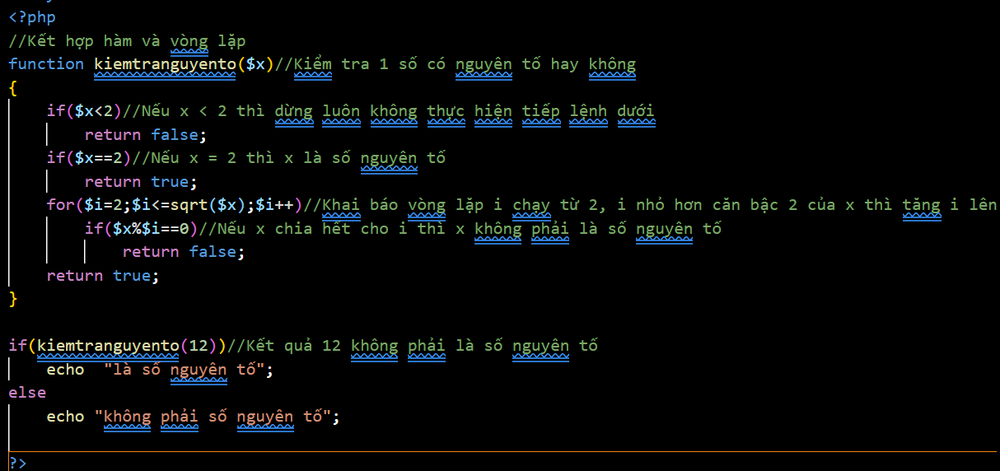 <?php
//Kết hợp hàm và vòng lặp
function kiemtranguyento($x)//Kiểm tra 1 số có nguyên tố hay không
{
    if($x<2)//Nếu x < 2 thì dừng luôn không thực hiện tiếp lệnh dưới
        return false;
    if($x==2)//Nếu x = 2 thì x là số nguyên tố
        return true;
    for($i=2;$i<=sqrt($x);$i++)//Khai báo vòng lặp i chạy từ 2, i nhỏ hơn căn bậc 2 của x thì tăng i lên
        if($x%$i==0)//Nếu x chia hết cho i thì x không phải là số nguyên tố
            return false;
    return true;
}
if(kiemtranguyento(12))//Kết quả 12 không phải là số nguyên tố
    echo  "là số nguyên tố";
else
    echo "không phải số nguyên tố";
?>